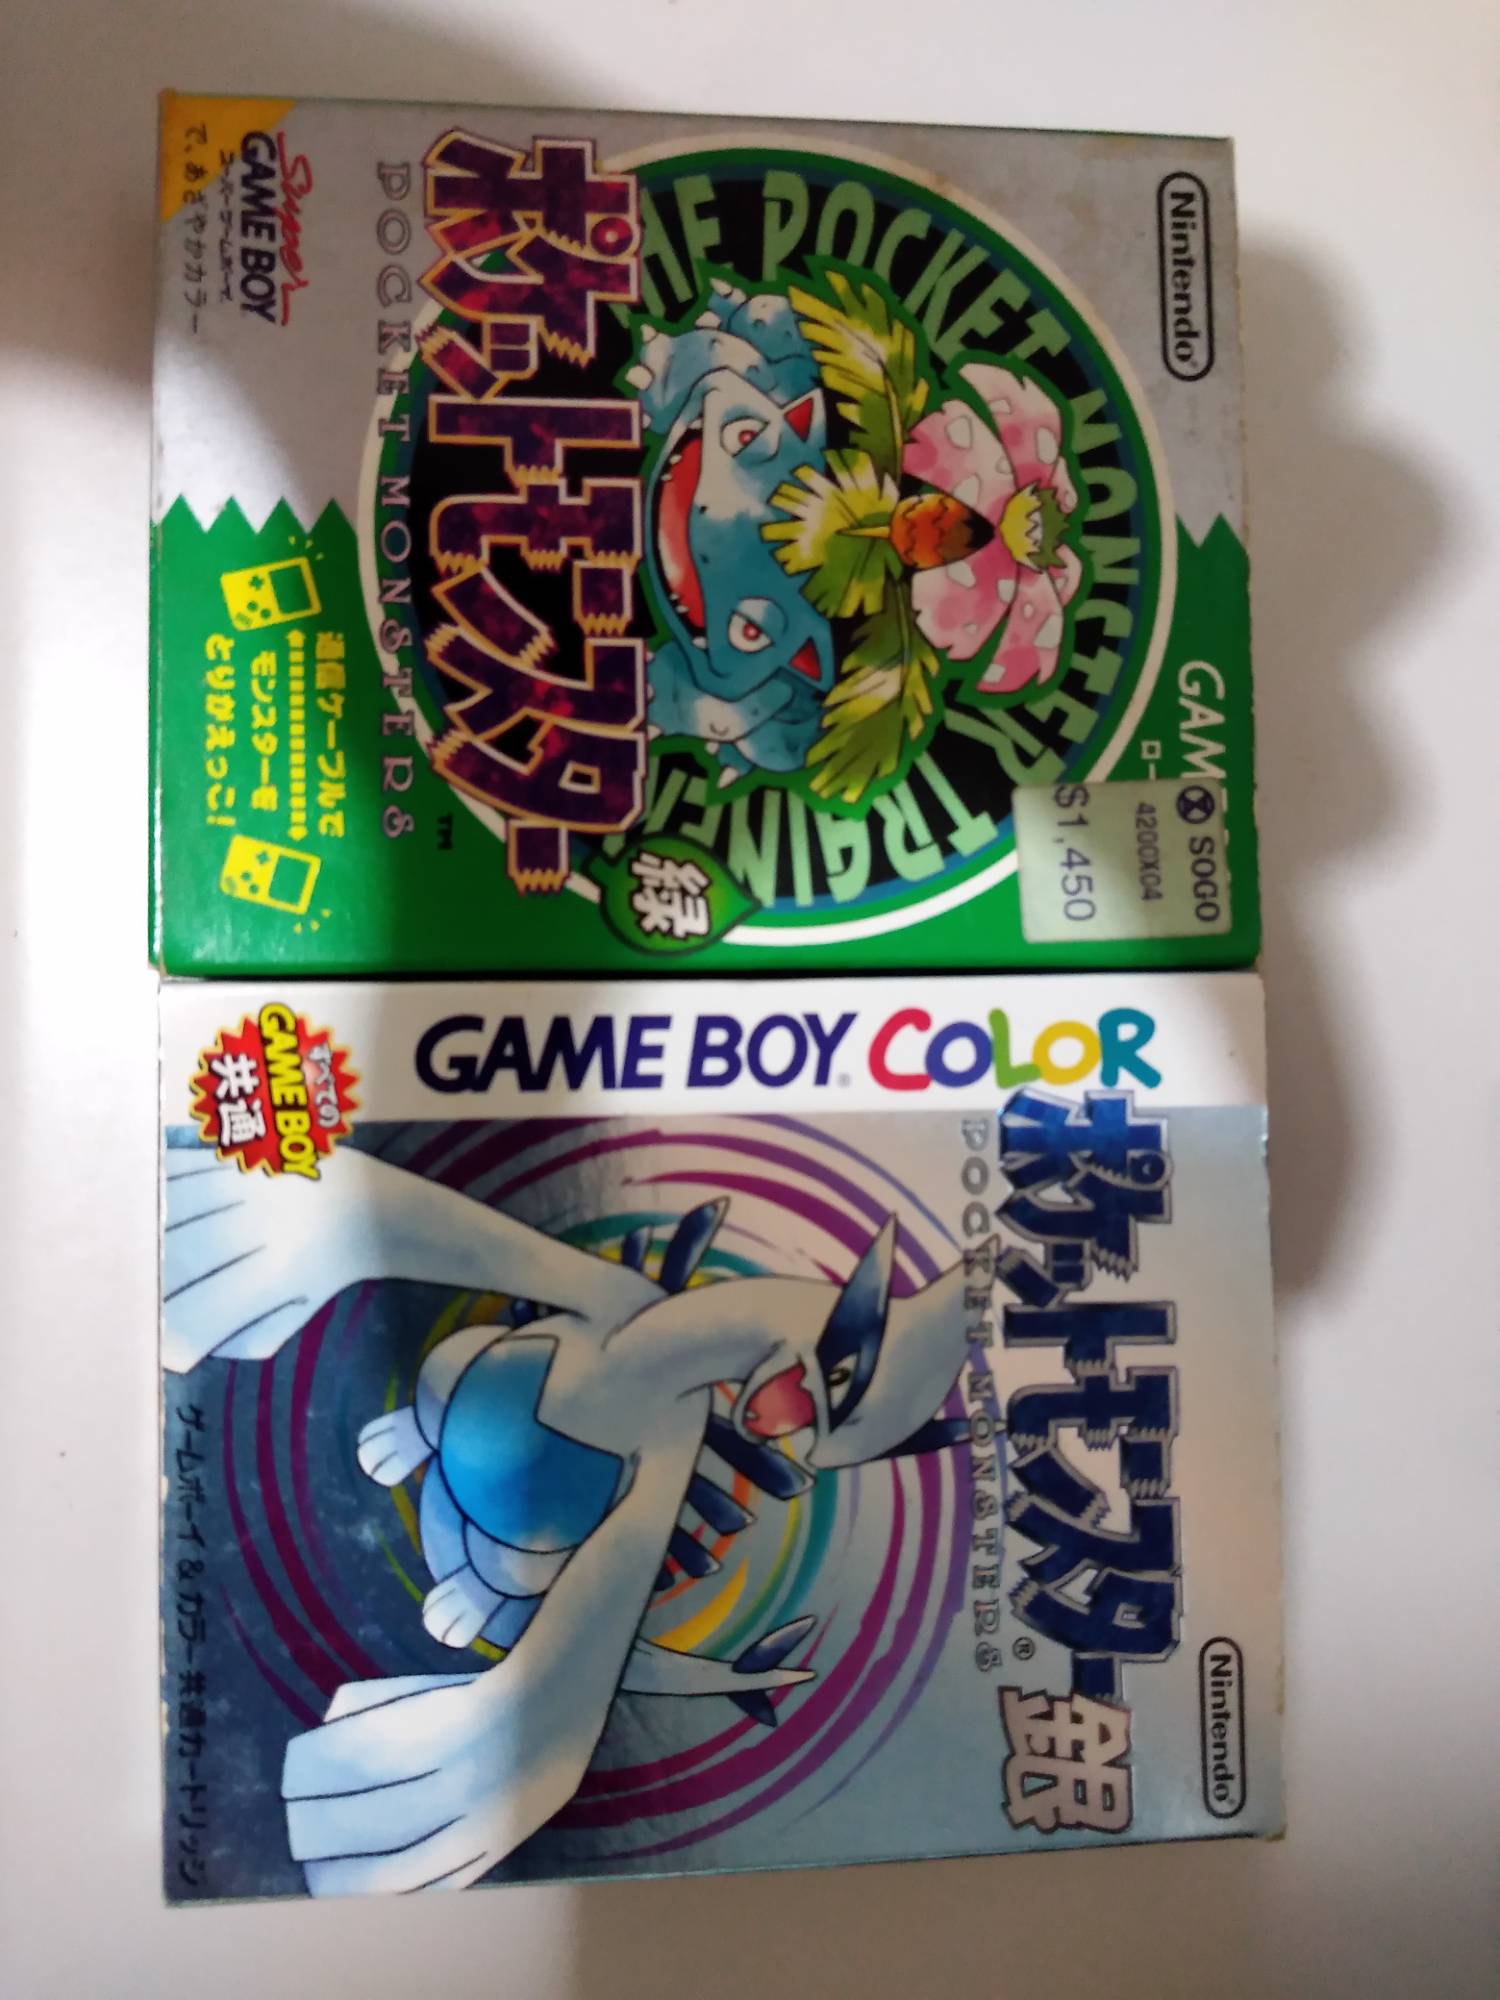 Nintendo
GAM
ロー
SOGO
4200X04
S1,450
THE POCKET MONSTER TRAINER
ポケットモンスター
TM
緑
POCKET MONSTERS
通信ケーブルで
モンスターを
とりかえっこ!
Super
GAME BOY
スーパーゲームボーイ
で、あざやかカラー
GAME BOY COLOR
Nintendo
ポケットモンスター
銀
POCKET MONSTERS®
すべての
GAME BOY
共通
ゲームボーイ&カラー共通カートリッジ